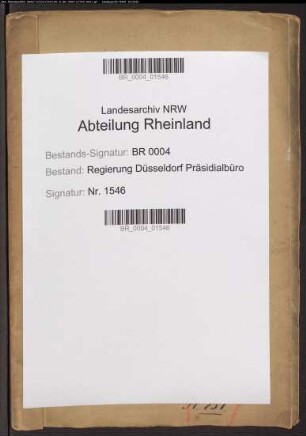 BR_0004_01546
Landesarchiv NRW
Abteilung Rheinland
Bestands-Signatur: BR 0004
Bestand: Regierung Düsseldorf Präsidialbüro
Signatur: Nr. 1546
BR_0004_01546